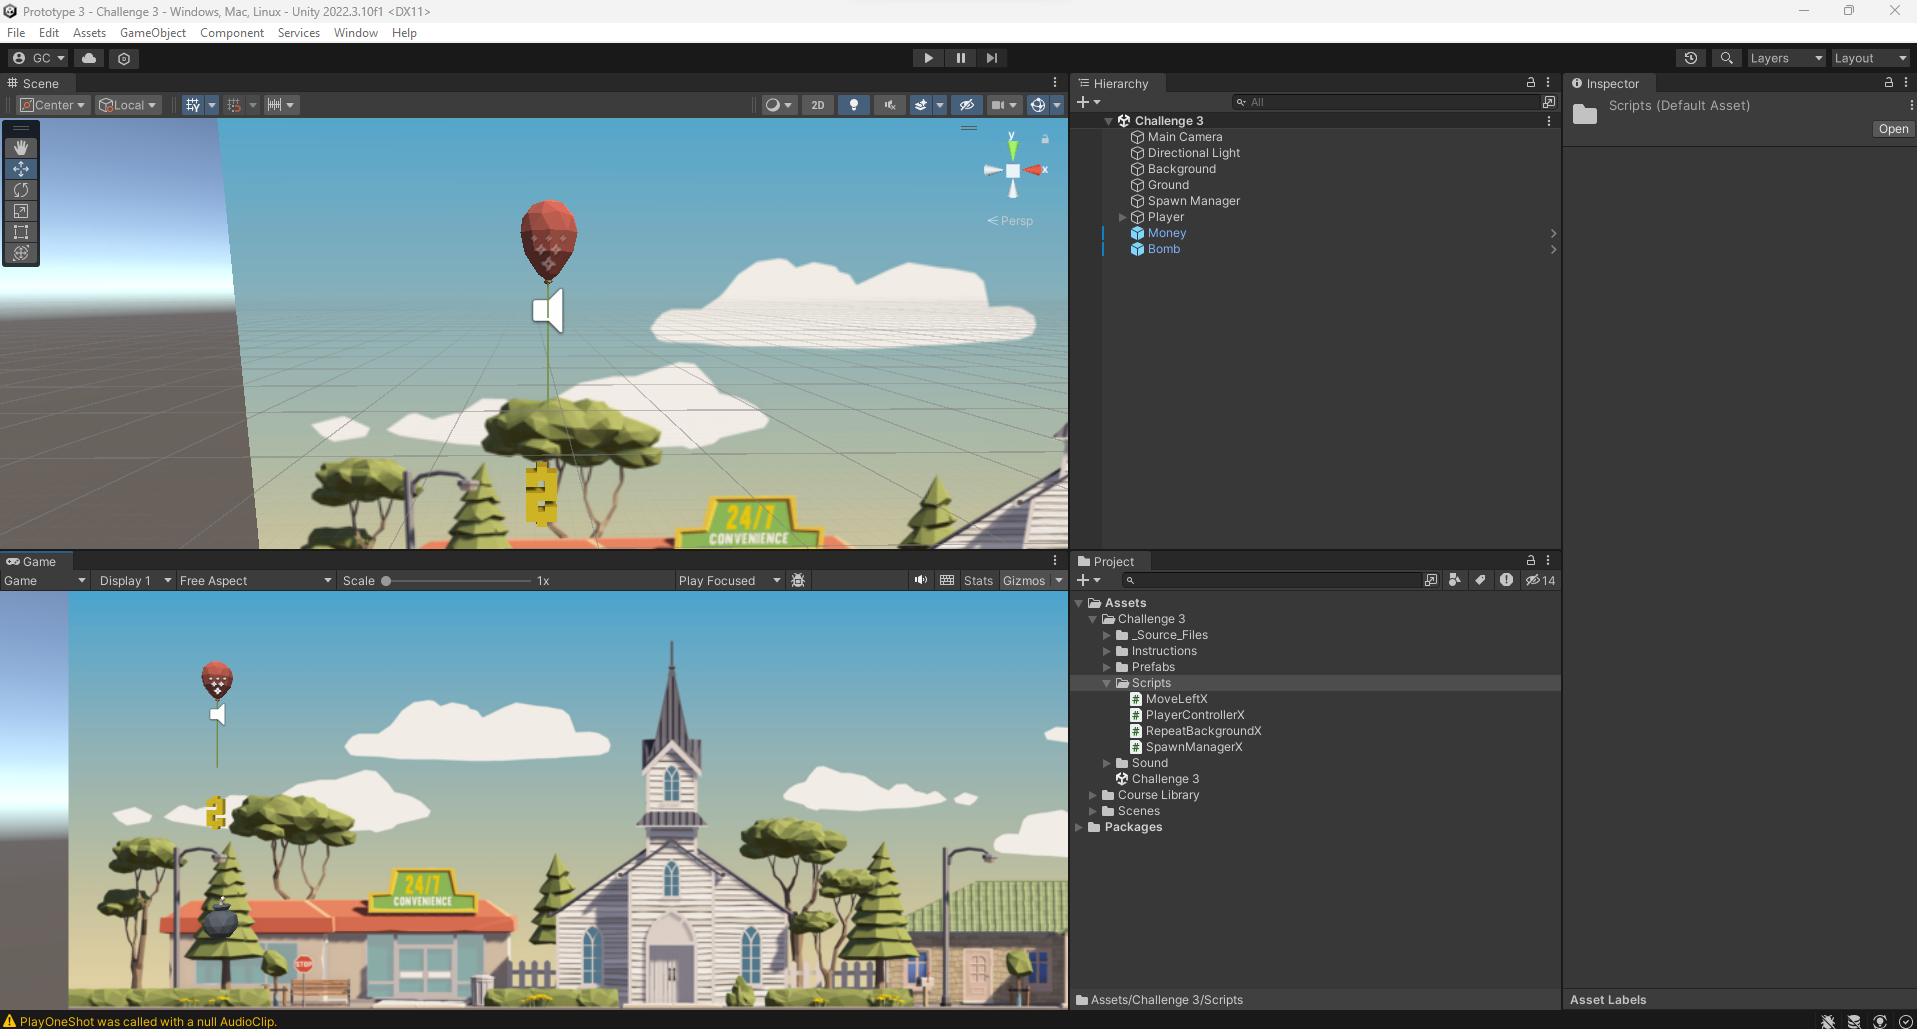 Prototype 3 - Challenge 3 - Windows, Mac, Linux - Unity 2022.3.10f1 <DX11>
File Edit Assets GameObject Component Services Window Help
GC Layers Layout
Scene
Center Local 2D
y
x
Persp
24/7
CONVENIENCE
Hierarchy
All
Challenge 3
Main Camera
Directional Light
Background
Ground
Spawn Manager
Player
Money
Bomb
Inspector
Scripts (Default Asset)
Open
Game
Game Display 1 Free Aspect Scale 1x Play Focused Stats Gizmos
24/7
CONVENIENCE
STOP
Project
14
Assets
Challenge 3
_Source_Files
Instructions
Prefabs
Scripts
MoveLeftX
PlayerControllerX
RepeatBackgroundX
SpawnManagerX
Sound
Challenge 3
Course Library
Scenes
Packages
Assets/Challenge 3/Scripts
Asset Labels
PlayOneShot was called with a null AudioClip.